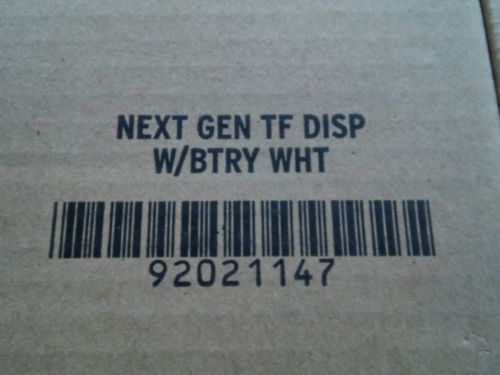 NEXT GEN TF DISP
W/BTRY WHT
92021147